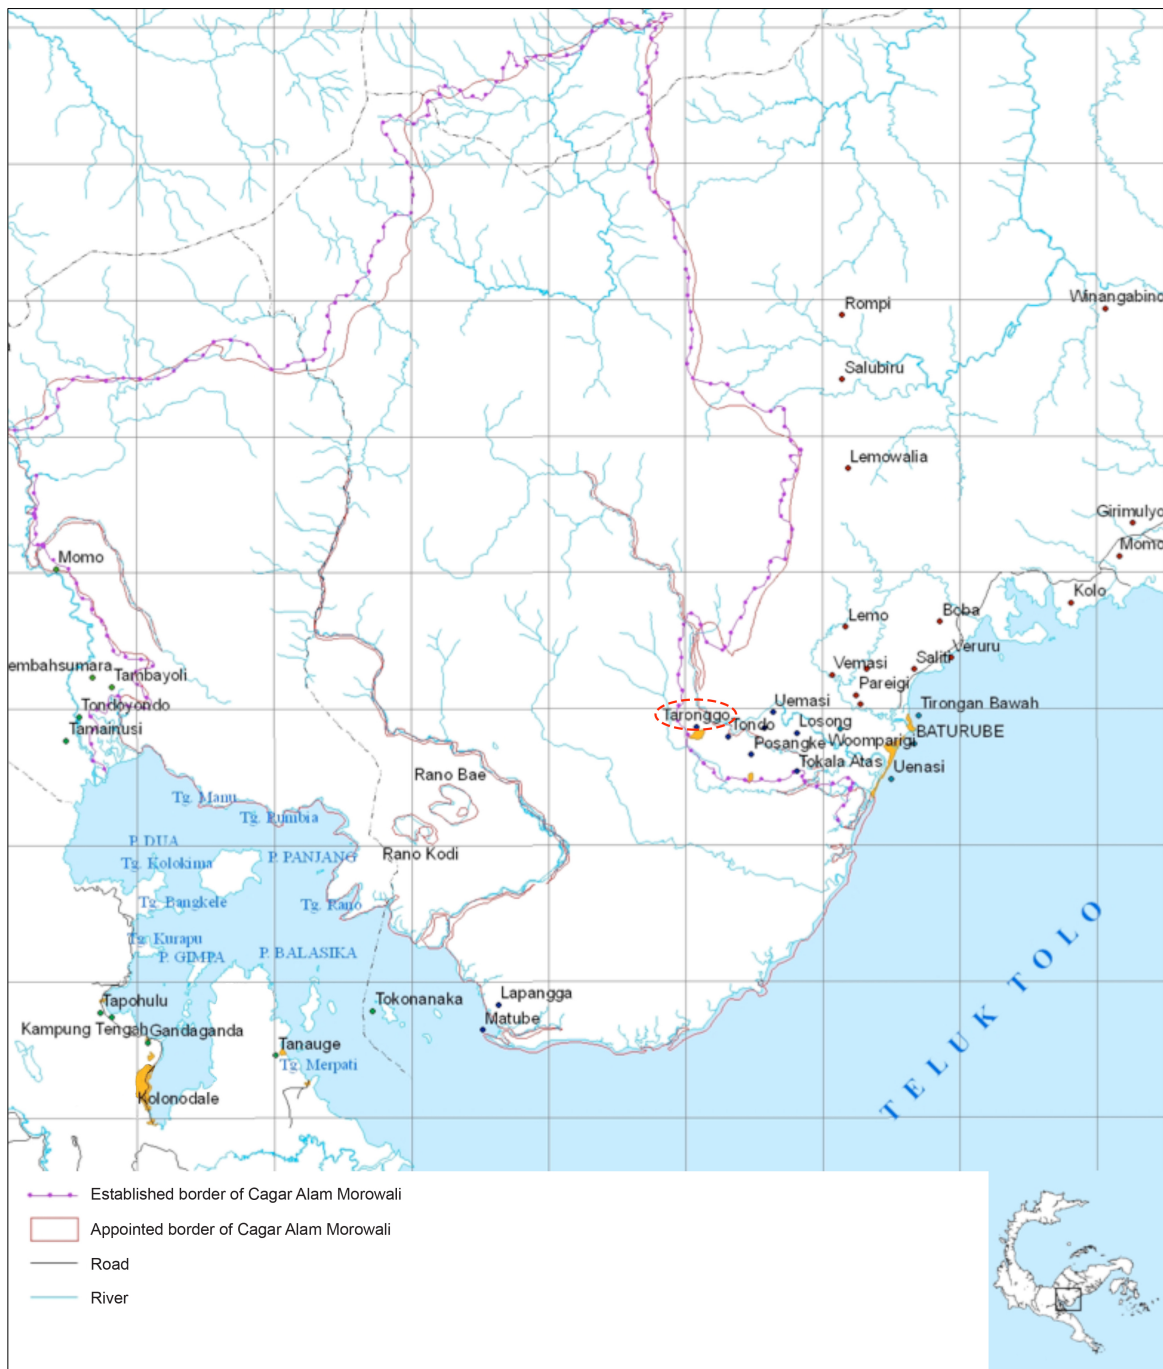 Rompi
Winangabino
Salubiru
Lemowalia
Girimulyo
Momo
Momo
Kolo
Lemo
Boba
Veruru
Salifi
Vemasi
Pareigi
embahsumara
Tambayoli
Tondoyondo
Tamainusi
Uemasi
Tirongan Bawah
Taronggo
Tondo
Losong
BATURUBE
Posangke
Woomparigi
Tokala Atas
Uenasi
Rano Bae
Rano Kodi
Tg. Manu
Tg. Pumbia
P. DUA
Tg. Kolokima
P. PANJANG
Tg. Bangkele
Tg. Rano
Tg. Kurapu
P. GIMPA
P. BALASIKA
TELUK TOLO
Lapangga
Tokonanaka
Matube
Tapohulu
Kampung Tengah
Gandaganda
Tanauge
Tg. Merpati
Kolonodale
Established border of Cagar Alam Morowali
Appointed border of Cagar Alam Morowali
Road
River